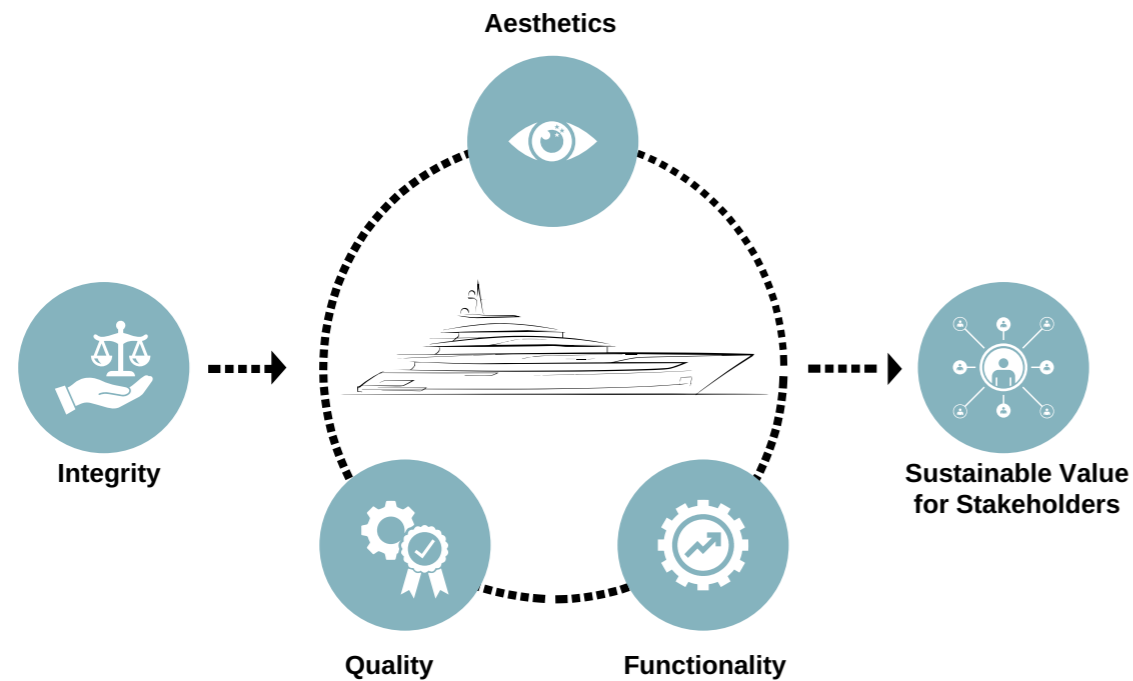 Aesthetics
Integrity
Sustainable Value
for Stakeholders
Quality
Functionality